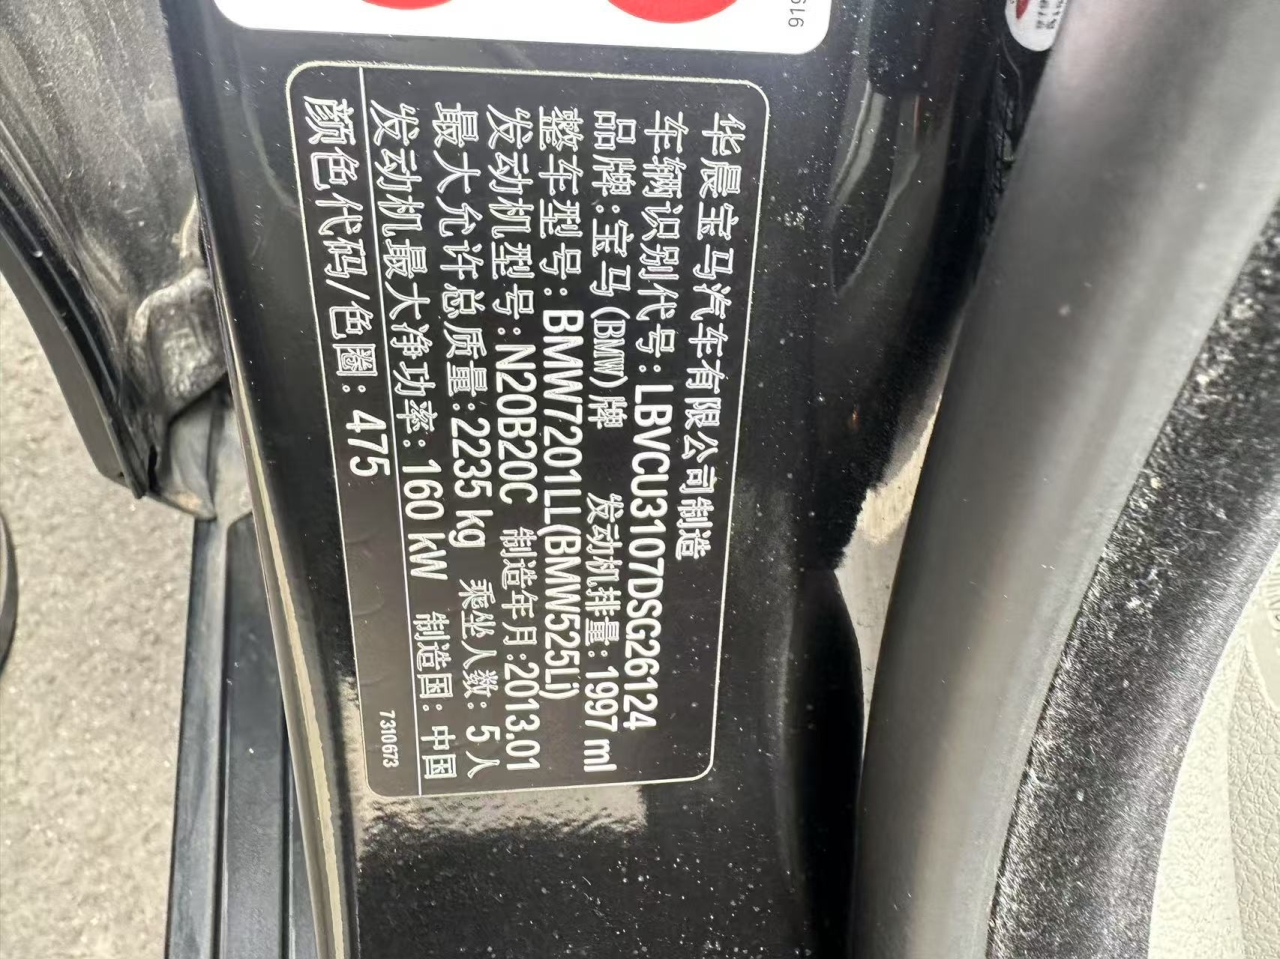 华晨宝马汽车有限公司制造
车辆识别代号:LBVCU3107DSG26124
品牌:宝马(BMW)牌 发动机排量: 1997 ml
整车型号: BMW7201LL(BMW525Li)
发动机型号: N20B20C 制造年月:2013.01
最大允许总质量:2235 kg 乘坐人数: 5 人
发动机最大净功率: 160 kW 制造国: 中国
颜色代码/色圈: 475
7310673